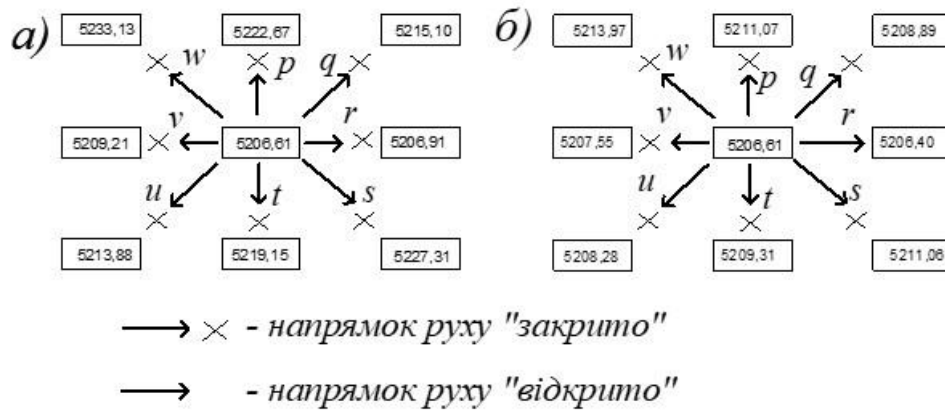 а)
5233,13 5222,67 5215,10
w p q
v r
5209,21 5206,61 5206,91
u t s
5213,88 5219,15 5227,31
б)
5213,97 5211,07 5208,89
w p q
v r
5207,55 5206,61 5206,40
u t s
5208,28 5209,31 5211,06
- напрямок руху "закрито"
- напрямок руху "відкрито"